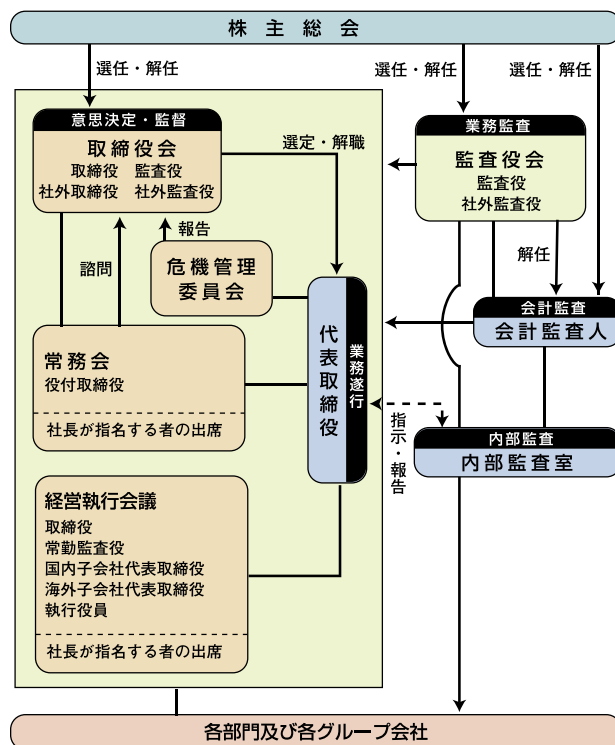 株主総会
選任・解任
選任・解任
選任・解任
意思決定・監督
取締役会
取締役 監査役
社外取締役 社外監査役
選定・解職
業務監査
監査役会
監査役
社外監査役
報告
諮問
危機管理
委員会
解任
会計監査
会計監査人
代表取締役
業務遂行
常務会
役付取締役
社長が指名する者の出席
指示・報告
内部監査
内部監査室
経営執行会議
取締役
常勤監査役
国内子会社代表取締役
海外子会社代表取締役
執行役員
社長が指名する者の出席
各部門及び各グループ会社